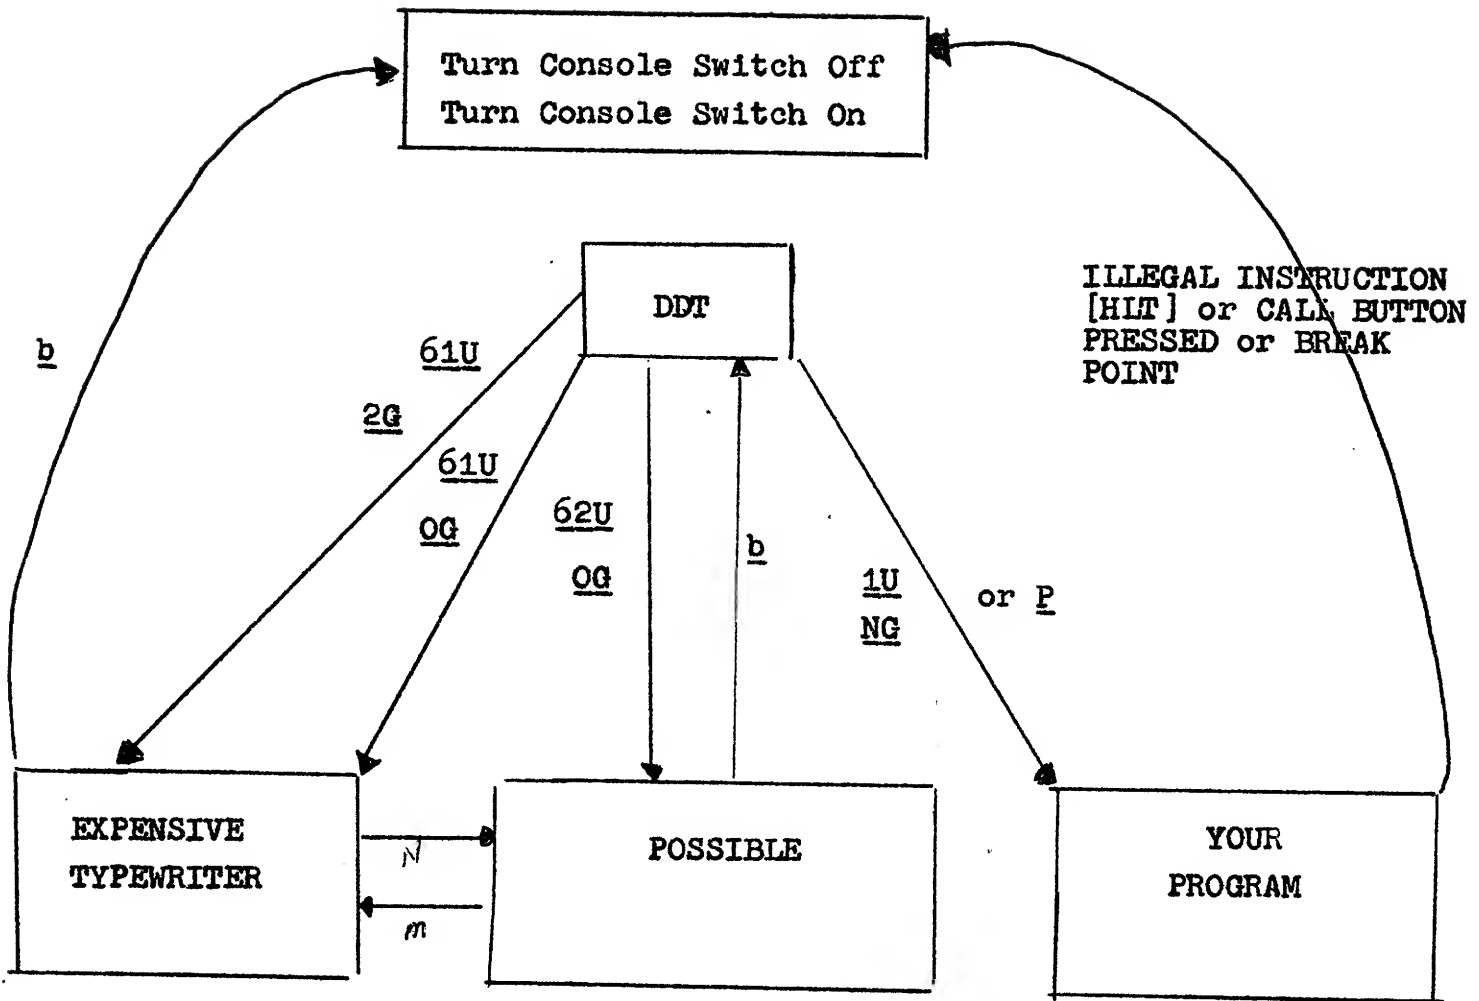 Turn Console Switch Off
Turn Console Switch On
DDT
ILLEGAL INSTRUCTION
[HLT] or CALL BUTTON
PRESSED or BREAK
POINT
b
61U
2G
61U
0G
62U
0G
b
1U
NG
or P
EXPENSIVE
TYPEWRITER
N
m
POSSIBLE
YOUR
PROGRAM